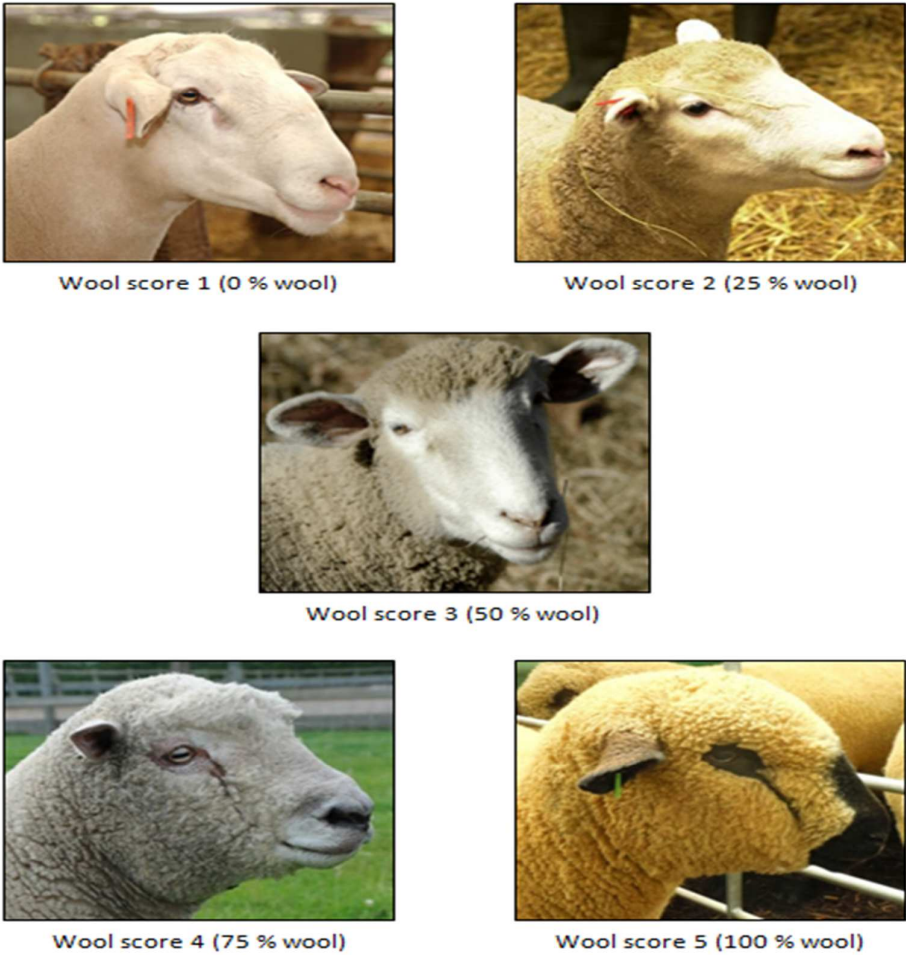 Wool score 1 (0 % wool)
Wool score 2 (25 % wool)
Wool score 3 (50 % wool)
Wool score 4 (75 % wool)
Wool score 5 (100 % wool)